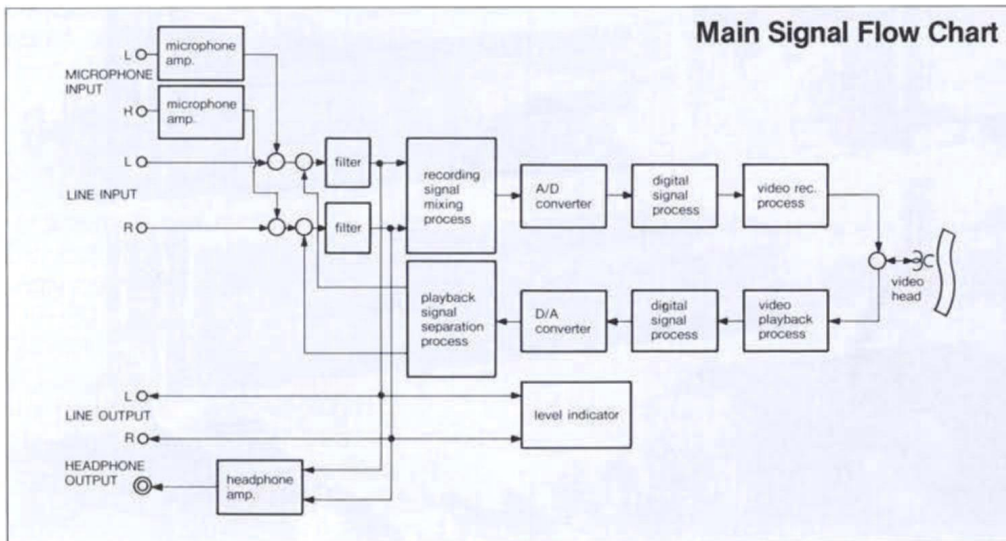 Main Signal Flow Chart
L
microphone
amp.
MICROPHONE
INPUT
R
microphone
amp.
L
LINE INPUT
R
filter
filter
recording
signal
mixing
process
A/D
converter
digital
signal
process
video rec.
process
video
head
playback
signal
separation
process
D/A
converter
digital
signal
process
video
playback
process
L
LINE OUTPUT
R
level indicator
HEADPHONE
OUTPUT
headphone
amp.